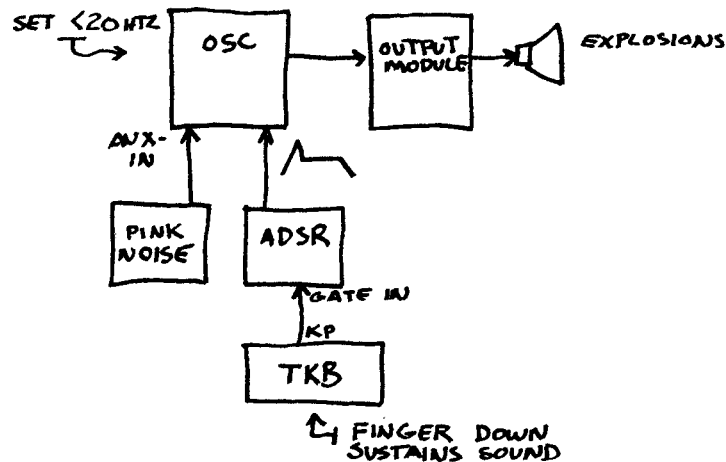 SET <20 HTZ
OSC
OUTPUT
MODULE
EXPLOSIONS
AUX-
IN
PINK
NOISE
ADSR
GATE IN
KP
TKB
FINGER DOWN
SUSTAINS SOUND